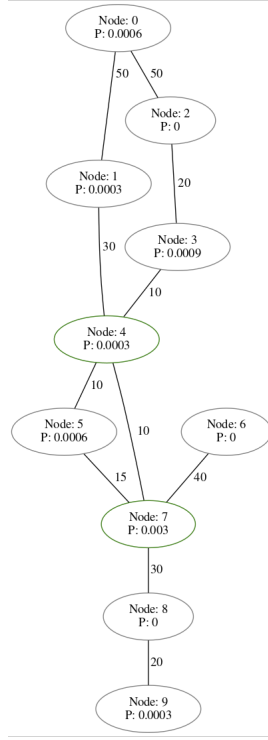 Node: 0
P: 0.0006
50
50
Node: 2
P: 0
Node: 1
P: 0.0003
20
30
Node: 3
P: 0.0009
10
Node: 4
P: 0.0003
10
10
Node: 5
P: 0.0006
Node: 6
P: 0
15
40
Node: 7
P: 0.003
30
Node: 8
P: 0
20
Node: 9
P: 0.0003